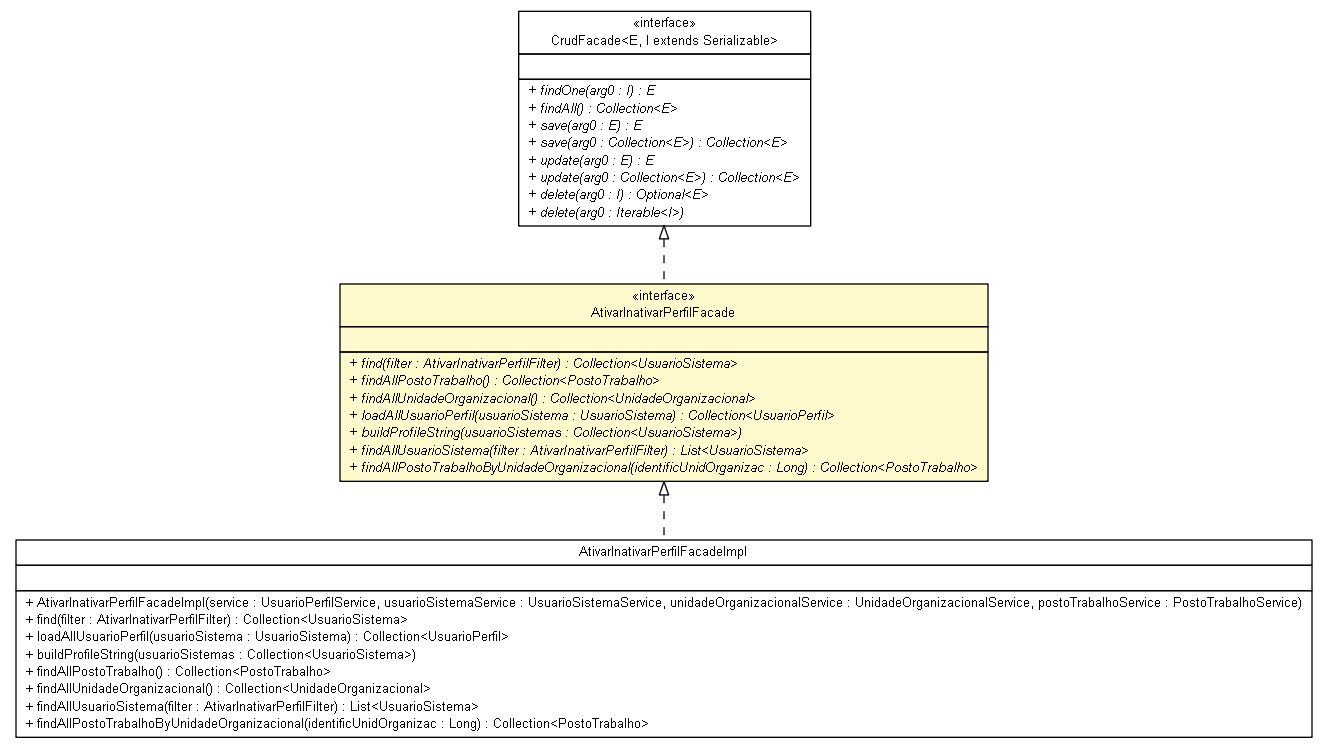 «interface»
CrudFacade<E, I extends Serializable>
+ findOne(arg0 : I) : E
+ findAll() : Collection<E>
+ save(arg0 : E) : E
+ save(arg0 : Collection<E>) : Collection<E>
+ update(arg0 : E) : E
+ update(arg0 : Collection<E>) : Collection<E>
+ delete(arg0 : I) : Optional<E>
+ delete(arg0 : Iterable<I>)
«interface»
AtivarInativarPerfilFacade
+ find(filter : AtivarInativarPerfilFilter) : Collection<UsuarioSistema>
+ findAllPostoTrabalho() : Collection<PostoTrabalho>
+ findAllUnidadeOrganizacional() : Collection<UnidadeOrganizacional>
+ loadAllUsuarioPerfil(usuarioSistema : UsuarioSistema) : Collection<UsuarioPerfil>
+ buildProfileString(usuarioSistemas : Collection<UsuarioSistema>)
+ findAllUsuarioSistema(filter : AtivarInativarPerfilFilter) : List<UsuarioSistema>
+ findAllPostoTrabalhoByUnidadeOrganizacional(identificUnidOrganizac : Long) : Collection<PostoTrabalho>
AtivarInativarPerfilFacadeImpl
+ AtivarInativarPerfilFacadeImpl(service : UsuarioPerfilService, usuarioSistemaService : UsuarioSistemaService, unidadeOrganizacionalService : UnidadeOrganizacionalService, postoTrabalhoService : PostoTrabalhoService)
+ find(filter : AtivarInativarPerfilFilter) : Collection<UsuarioSistema>
+ loadAllUsuarioPerfil(usuarioSistema : UsuarioSistema) : Collection<UsuarioPerfil>
+ buildProfileString(usuarioSistemas : Collection<UsuarioSistema>)
+ findAllPostoTrabalho() : Collection<PostoTrabalho>
+ findAllUnidadeOrganizacional() : Collection<UnidadeOrganizacional>
+ findAllUsuarioSistema(filter : AtivarInativarPerfilFilter) : List<UsuarioSistema>
+ findAllPostoTrabalhoByUnidadeOrganizacional(identificUnidOrganizac : Long) : Collection<PostoTrabalho>